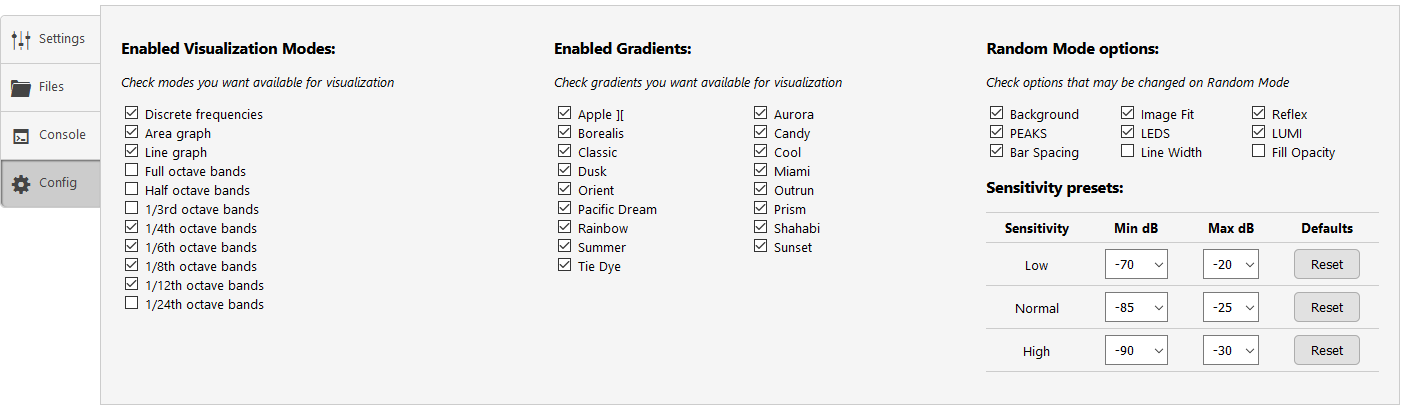 Settings
Files
Console
Config
Enabled Visualization Modes:
Check modes you want available for visualization
Discrete frequencies
Area graph
Line graph
Full octave bands
Half octave bands
1/3rd octave bands
1/4th octave bands
1/6th octave bands
1/8th octave bands
1/12th octave bands
1/24th octave bands
Enabled Gradients:
Check gradients you want available for visualization
Apple ][ Aurora
Borealis Candy
Classic Cool
Dusk Miami
Orient Outrun
Pacific Dream Prism
Rainbow Shahabi
Summer Sunset
Tie Dye
Random Mode options:
Check options that may be changed on Random Mode
Background Image Fit Reflex
PEAKS LEDS LUMI
Bar Spacing Line Width Fill Opacity
Sensitivity presets:
Sensitivity Min dB Max dB Defaults
Low -70 -20 Reset
Normal -85 -25 Reset
High -90 -30 Reset